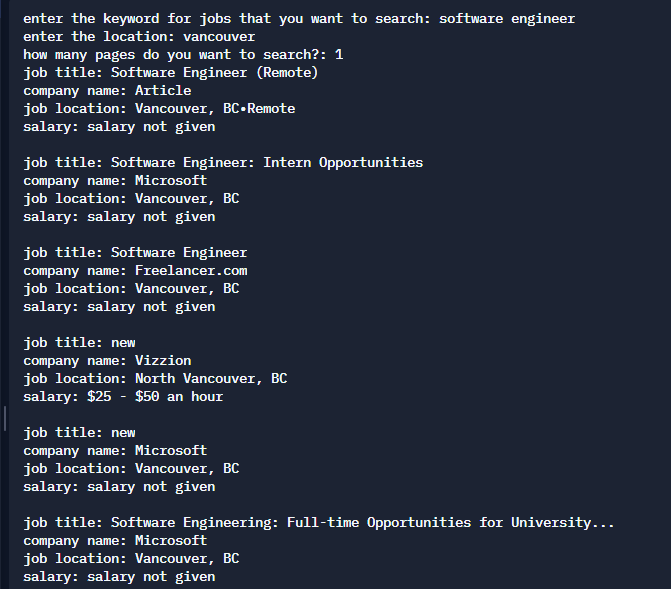 enter the keyword for jobs that you want to search: software engineer
enter the location: vancouver
how many pages do you want to search?: 1
job title: Software Engineer (Remote)
company name: Article
job location: Vancouver, BC•Remote
salary: salary not given
job title: Software Engineer: Intern Opportunities
company name: Microsoft
job location: Vancouver, BC
salary: salary not given
job title: Software Engineer
company name: Freelancer.com
job location: Vancouver, BC
salary: salary not given
job title: new
company name: Vizzion
job location: North Vancouver, BC
salary: $25 - $50 an hour
job title: new
company name: Microsoft
job location: Vancouver, BC
salary: salary not given
job title: Software Engineering: Full-time Opportunities for University...
company name: Microsoft
job location: Vancouver, BC
salary: salary not given